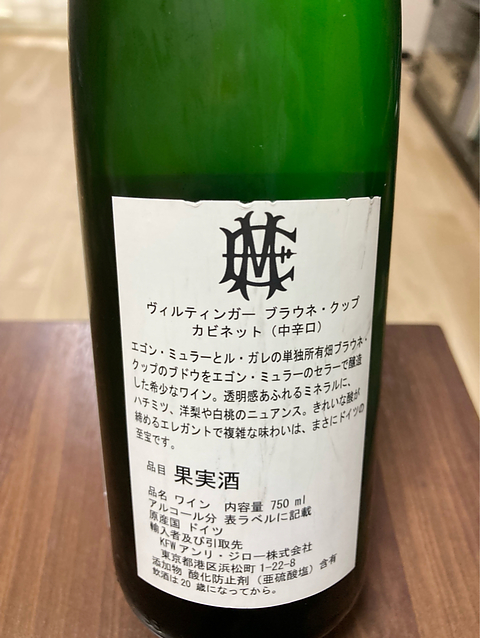 ヴィルティンガー ブラウネ・クップ
カビネット（中辛口）
エゴン・ミュラーとル・ガレの単独所有畑ブラウネ・
クップのブドウをエゴン・ミュラーのセラーで醸造
した希少なワイン。透明感あふれるミネラルに、
ハチミツ、洋梨や白桃のニュアンス。きれいな酸が
締めるエレガントで複雑な味わいは、まさにドイツの
至宝です。
品目 果実酒
品名 ワイン 内容量 750 ml
アルコール分 表ラベルに記載
原産国 ドイツ
輸入者及び引取先
KFWアンリ・ジロー株式会社
東京都港区浜松町1-22-8
添加物 酸化防止剤（亜硫酸塩）含有
飲酒は20 歳になってから。